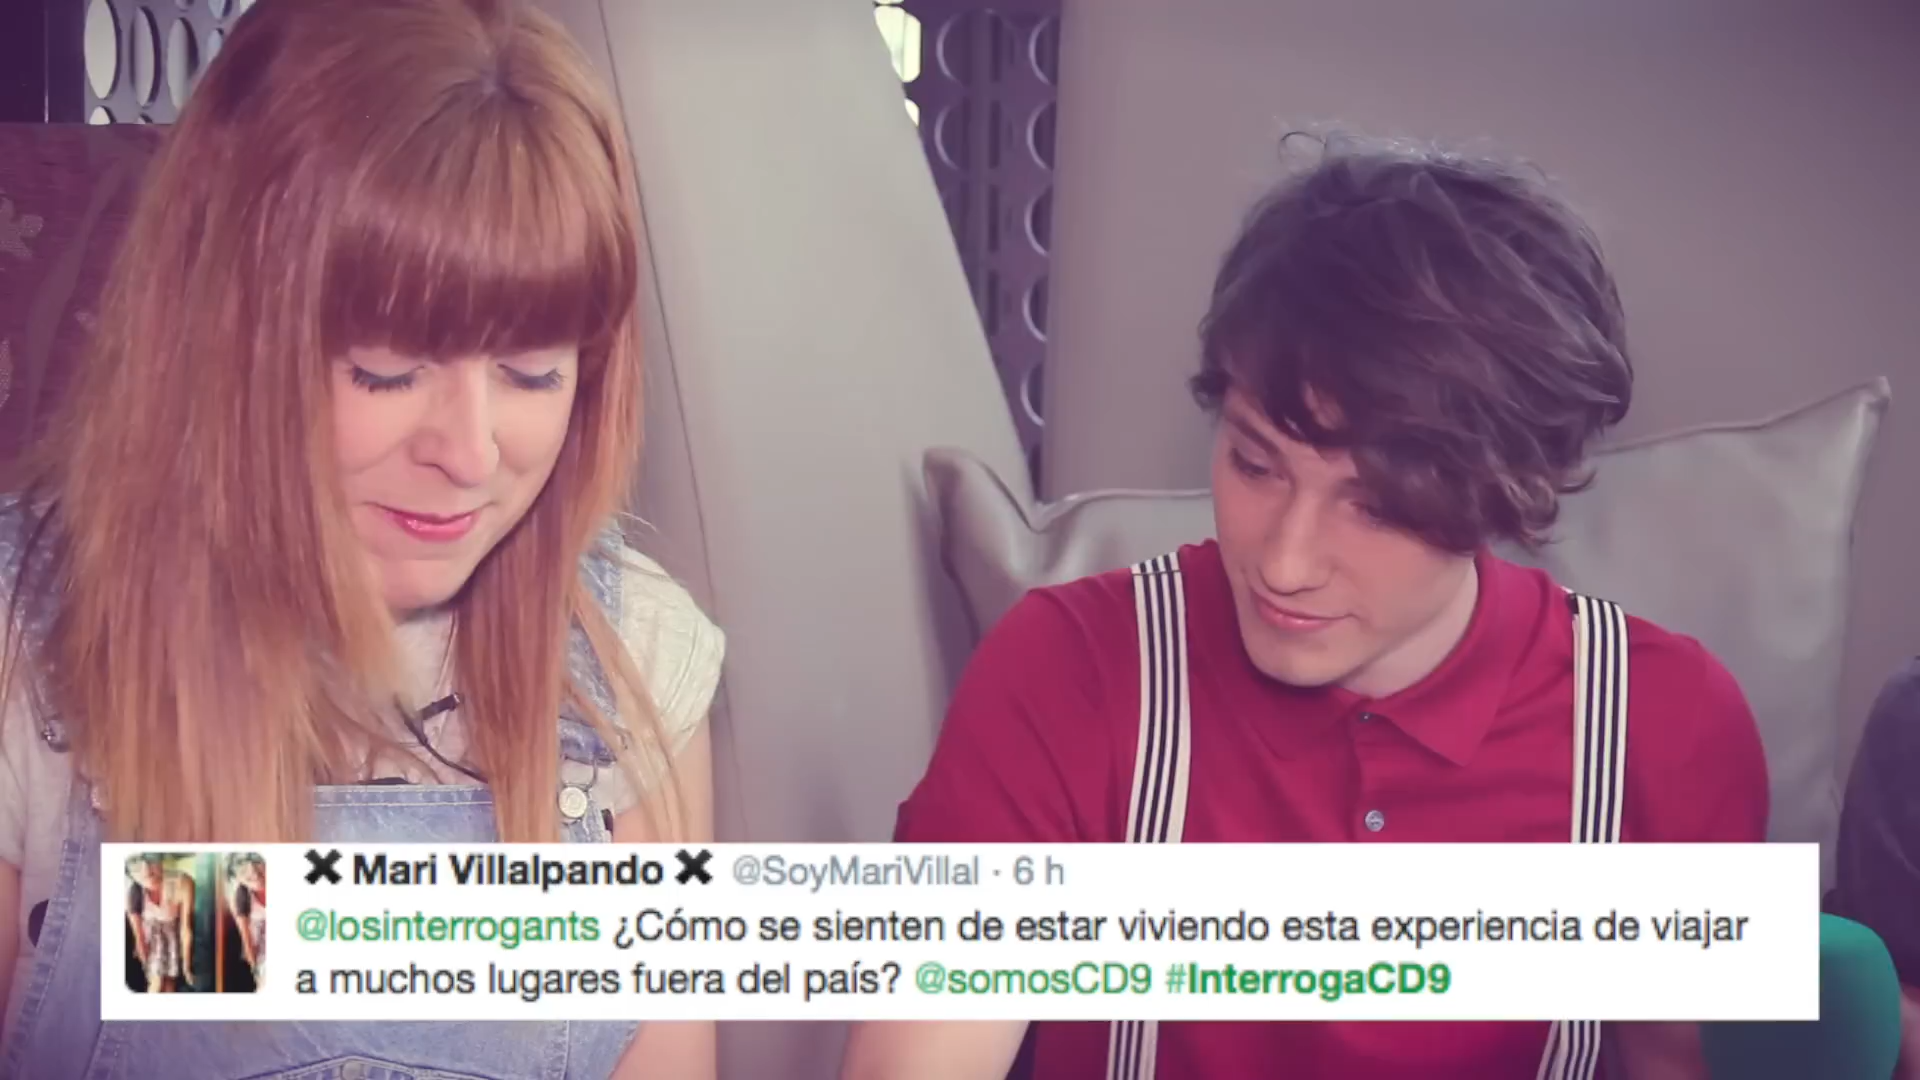 ✖ Mari Villalpando ✖ @SoyMariVillal · 6 h
@losinterrogants ¿Cómo se sienten de estar viviendo esta experiencia de viajar
a muchos lugares fuera del país? @somosCD9 #InterrogaCD9